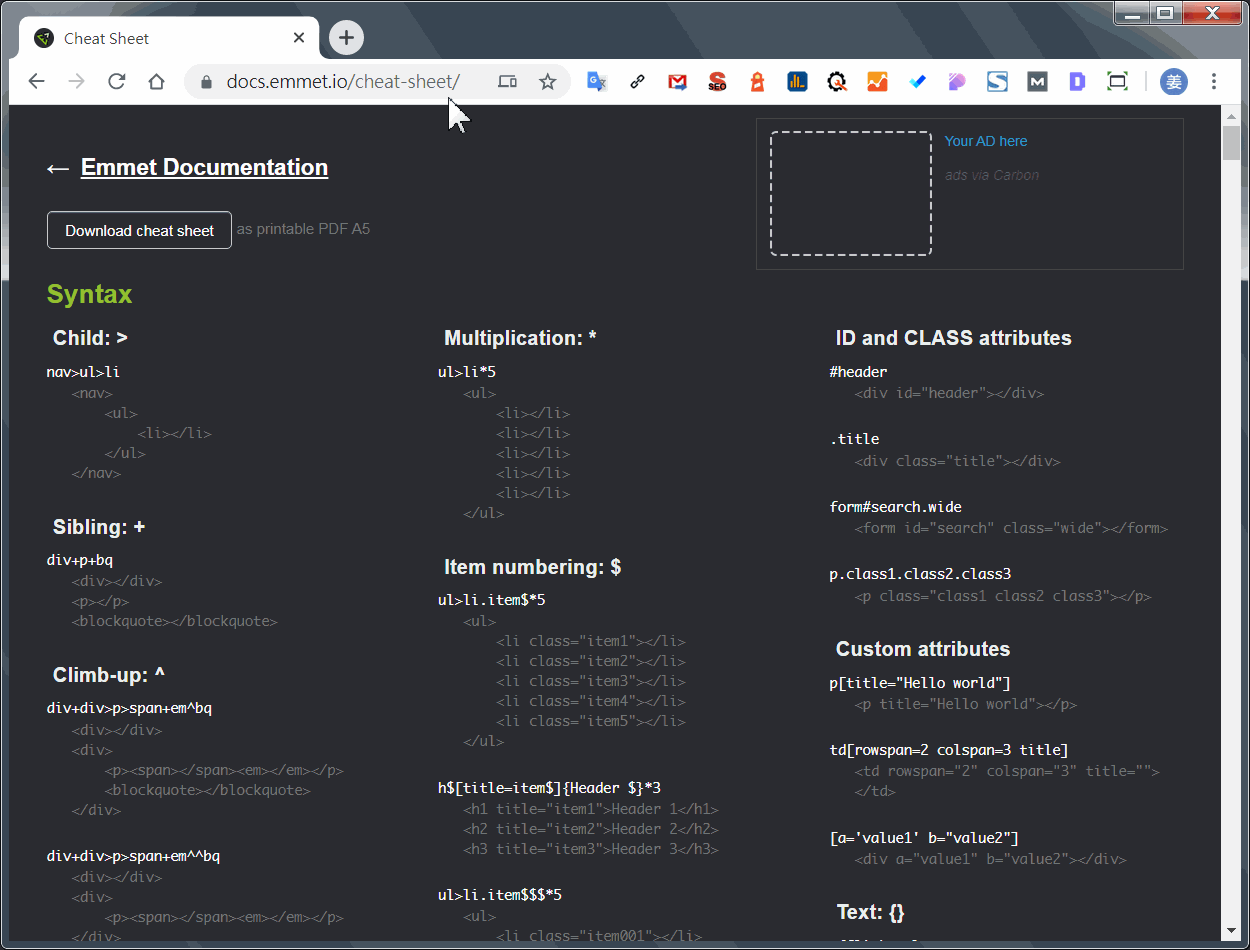 Cheat Sheet
docs.emmet.io/cheat-sheet/
SEO
M
D
姜
← Emmet Documentation
Download cheat sheet as printable PDF A5
Your AD here
ads via Carbon
Syntax
Child: >
nav>ul>li
<nav>
<ul>
<li></li>
</ul>
</nav>
Sibling: +
div+p+bq
<div></div>
<p></p>
<blockquote></blockquote>
Climb-up: ^
div+div>p>span+em^bq
<div></div>
<div>
<p><span></span><em></em></p>
<blockquote></blockquote>
</div>
div+div>p>span+em^^bq
<div></div>
<div>
<p><span></span><em></em></p>
</div>
Multiplication: *
ul>li*5
<ul>
<li></li>
<li></li>
<li></li>
<li></li>
<li></li>
</ul>
Item numbering: $
ul>li.item$*5
<ul>
<li class="item1"></li>
<li class="item2"></li>
<li class="item3"></li>
<li class="item4"></li>
<li class="item5"></li>
</ul>
h$[title=item$]{Header $}*3
<h1 title="item1">Header 1</h1>
<h2 title="item2">Header 2</h2>
<h3 title="item3">Header 3</h3>
ul>li.item$$$*5
<ul>
<li class="item001"></li>
ID and CLASS attributes
#header
<div id="header"></div>
.title
<div class="title"></div>
form#search.wide
<form id="search" class="wide"></form>
p.class1.class2.class3
<p class="class1 class2 class3"></p>
Custom attributes
p[title="Hello world"]
<p title="Hello world"></p>
td[rowspan=2 colspan=3 title]
<td rowspan="2" colspan="3" title="">
</td>
[a='value1' b="value2"]
<div a="value1" b="value2"></div>
Text: {}